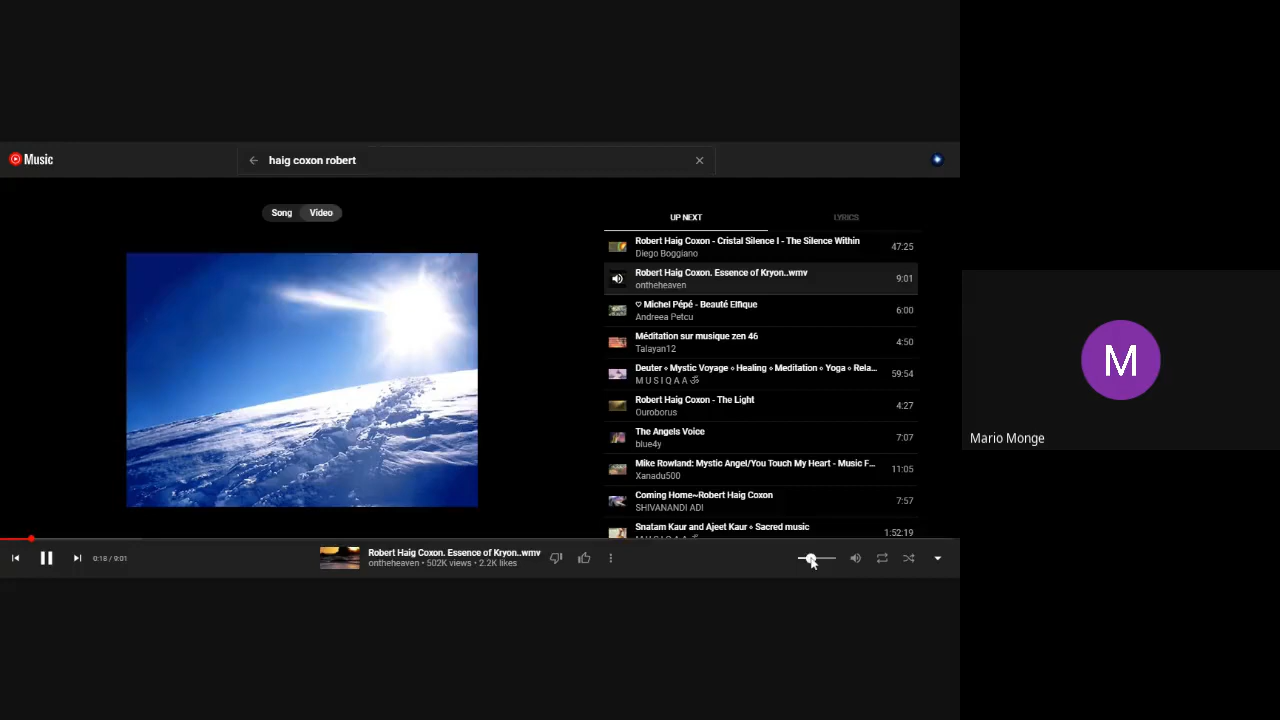 Music
haig coxon robert
Song Video
UP NEXT
LYRICS
Robert Haig Coxon - Cristal Silence I - The Silence Within
Diego Boggiano
47:25
Robert Haig Coxon. Essence of Kryon..wmv
ontheheaven
9:01
♡ Michel Pépé - Beauté Elfique
Andreea Petcu
6:00
Méditation sur musique zen 46
Talayan12
4:50
Deuter ⋄ Mystic Voyage ⋄ Healing ⋄ Meditation ⋄ Yoga ⋄ Rela...
M U S I Q A A ॐ
59:54
Robert Haig Coxon - The Light
Ouroborus
4:27
The Angels Voice
blue4y
7:07
Mike Rowland: Mystic Angel/You Touch My Heart - Music F...
Xanadu500
11:05
Coming Home~Robert Haig Coxon
SHIVANANDI ADI
7:57
Snatam Kaur and Ajeet Kaur ⋄ Sacred music
M U S I Q A A ॐ
1:52:19
0:18 / 9:01
Robert Haig Coxon. Essence of Kryon..wmv
ontheheaven • 502K views • 2.2K likes
M
Mario Monge